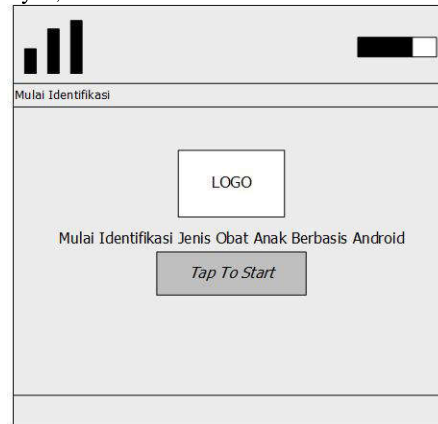 Mulai Identifikasi
LOGO
Mulai Identifikasi Jenis Obat Anak Berbasis Android
Tap To Start